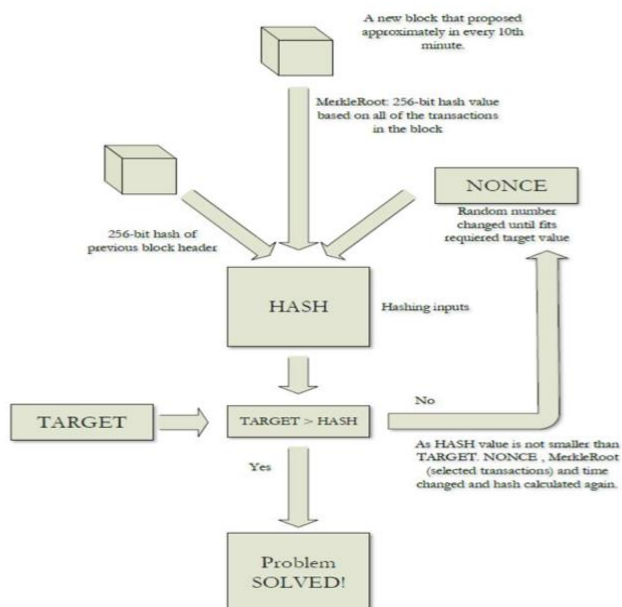 A new block that proposed
approximately in every 10th
minute.
MerkleRoot: 256-bit hash value
based on all of the transactions
in the block
NONCE
Random number
changed until fits
requiered target value
256-bit hash of
previous block header
HASH
Hashing inputs
TARGET
TARGET > HASH
No
As HASH value is not smaller than
TARGET. NONCE , MerkleRoot
(selected transactions) and time
changed and hash calculated again.
Yes
Problem
SOLVED!